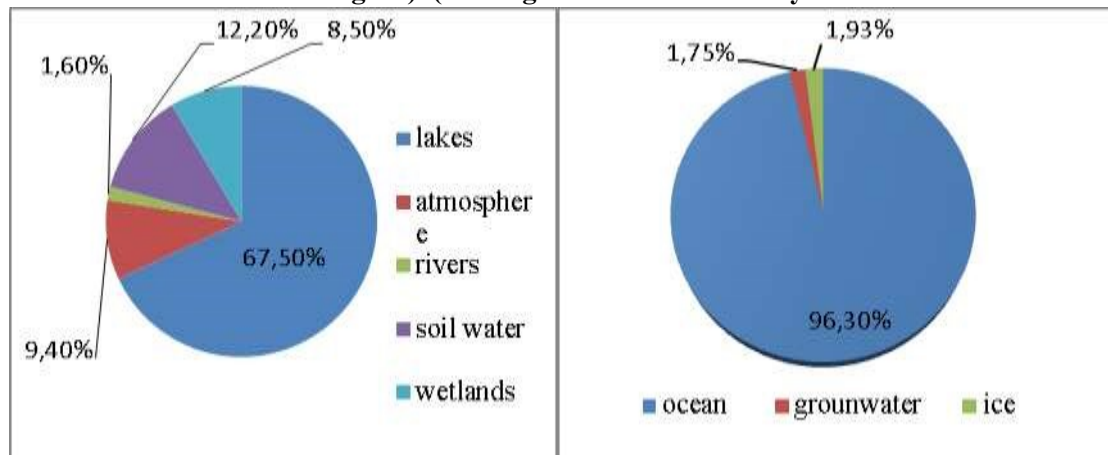 12,20%
8,50%
1,60%
lakes
atmospher
e
rivers
soil water
wetlands
67,50%
9,40%
1,93%
1,75%
96,30%
ocean
grounwater
ice